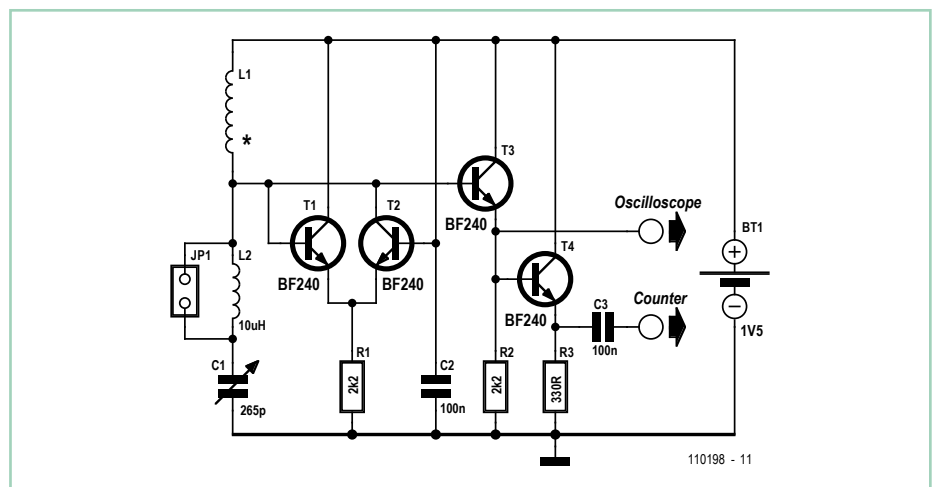 L1
*
T3
T1
T2
Oscilloscope
BF240
BT1
JP1
L2
T4
+
BF240
BF240
Counter
C3
−
10uH
BF240
1V5
C1
R1
C2
R2
R3
100n
2k2
2k2
330R
265p
100n
110198 - 11